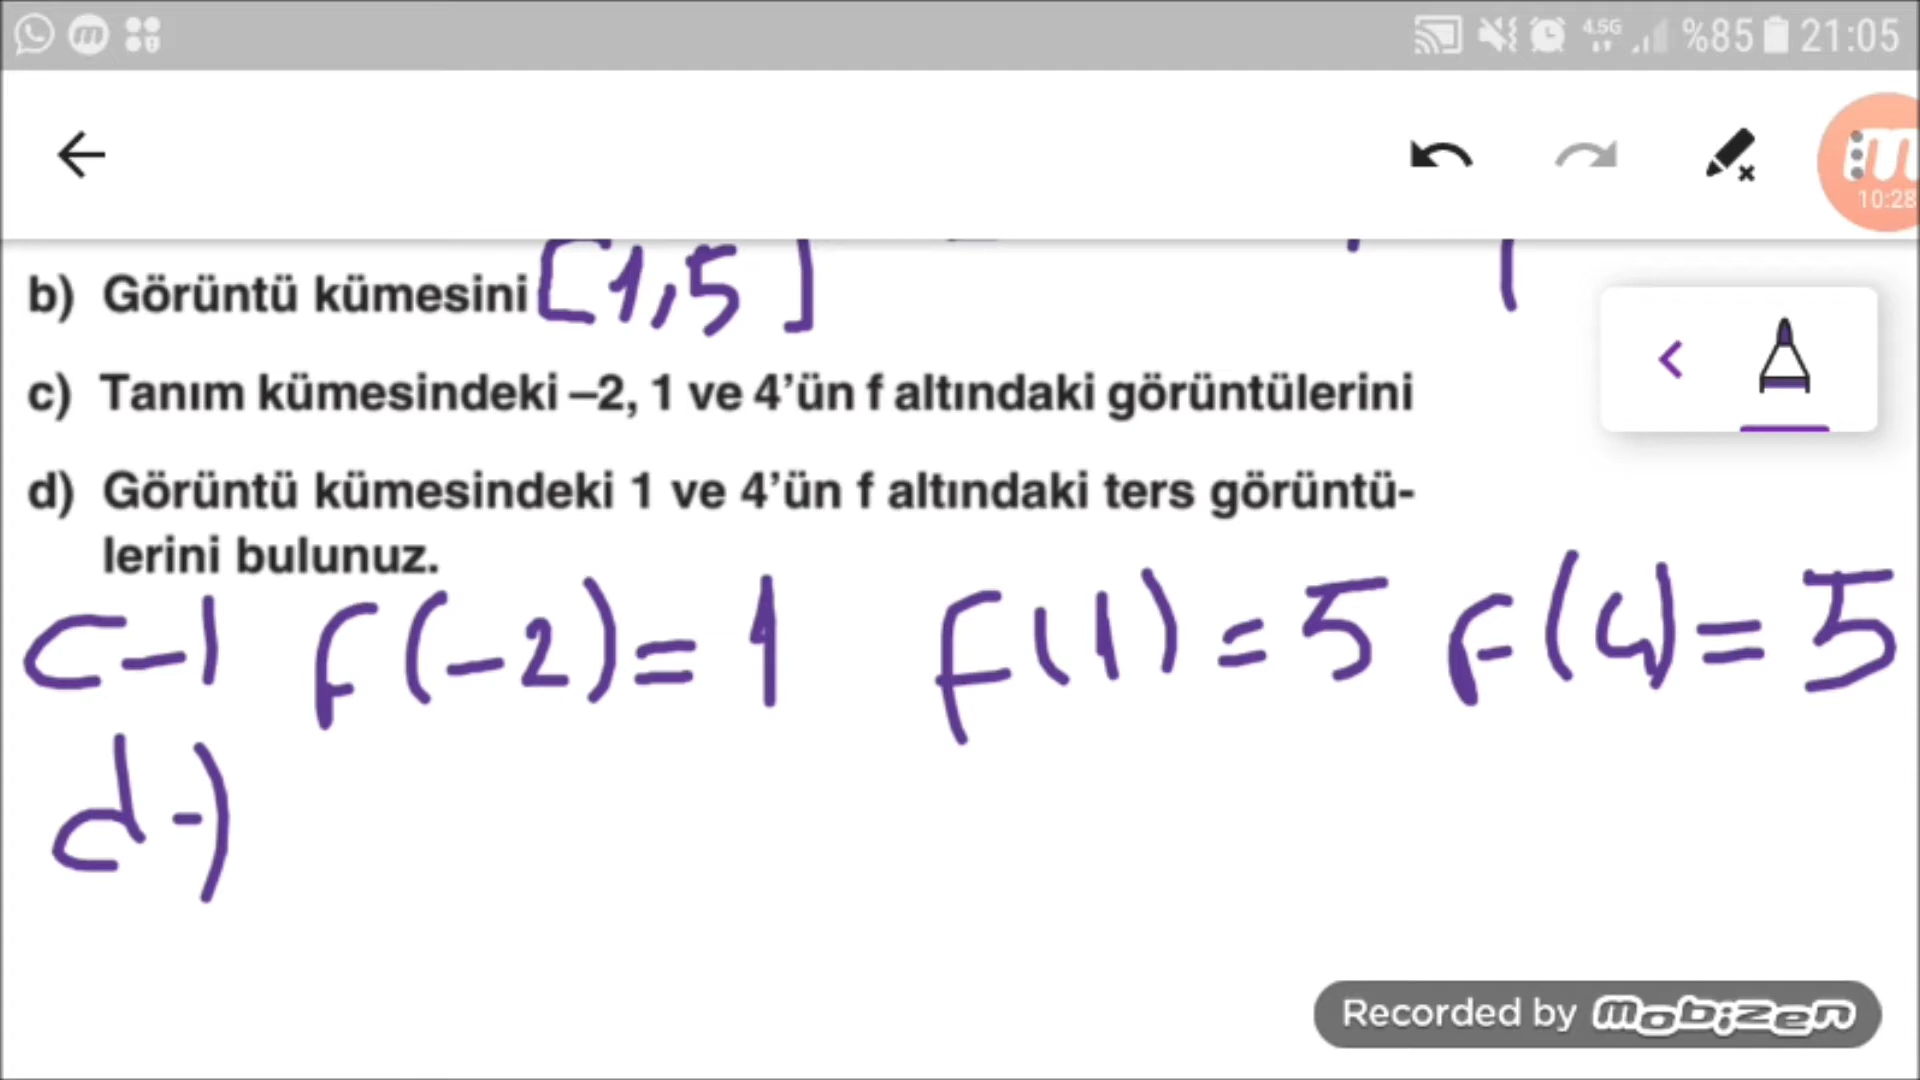 4.5G %85 21:05
10:28
b) Görüntü kümesini [1,5]
c) Tanım kümesindeki –2, 1 ve 4’ün f altındaki görüntülerini
d) Görüntü kümesindeki 1 ve 4’ün f altındaki ters görüntü-
lerini bulunuz.
c-) f(-2)=1 f(1)=5 f(4)=5
d-)
Recorded by mobizen